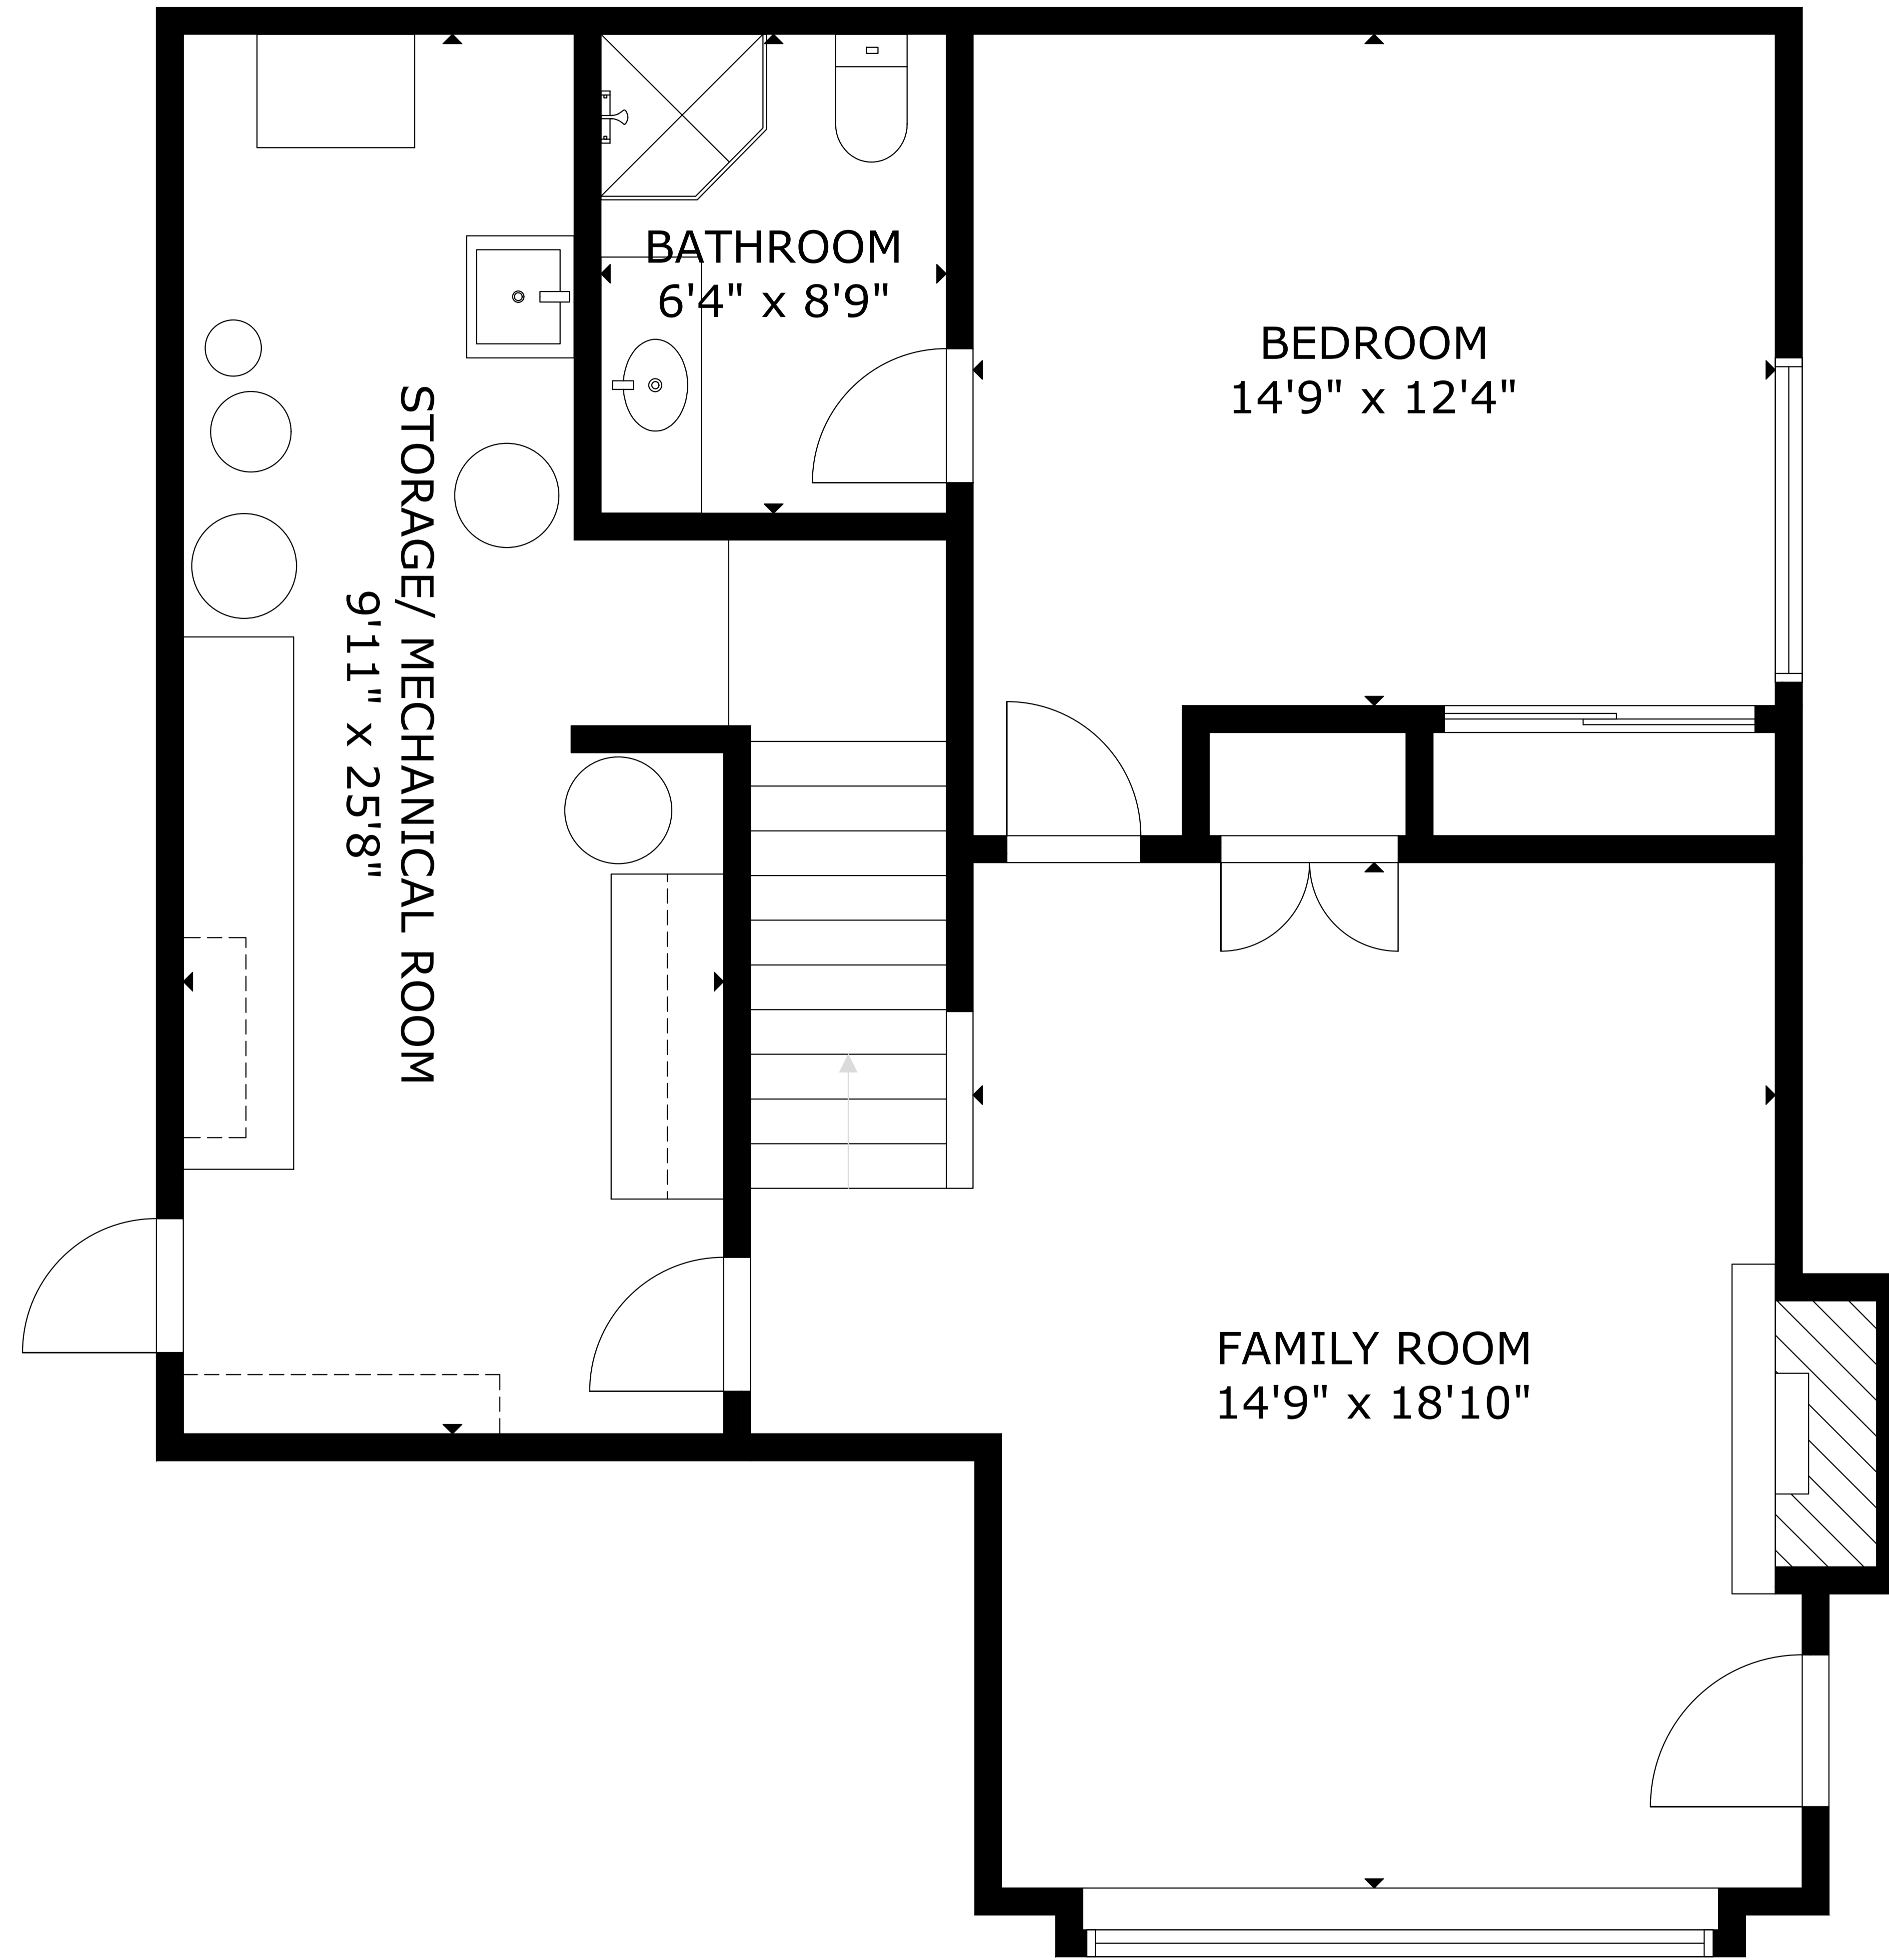 BATHROOM
6'4" x 8'9"
BEDROOM
14'9" x 12'4"
STORAGE/ MECHANICAL ROOM
9'11" x 25'8"
FAMILY ROOM
14'9" x 18'10"